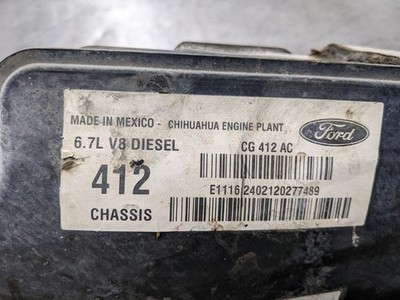 MADE IN MEXICO - CHIHUAHUA ENGINE PLANT
Ford
6.7L V8 DIESEL
CG 412 AC
412
E1116,2402120277489
CHASSIS